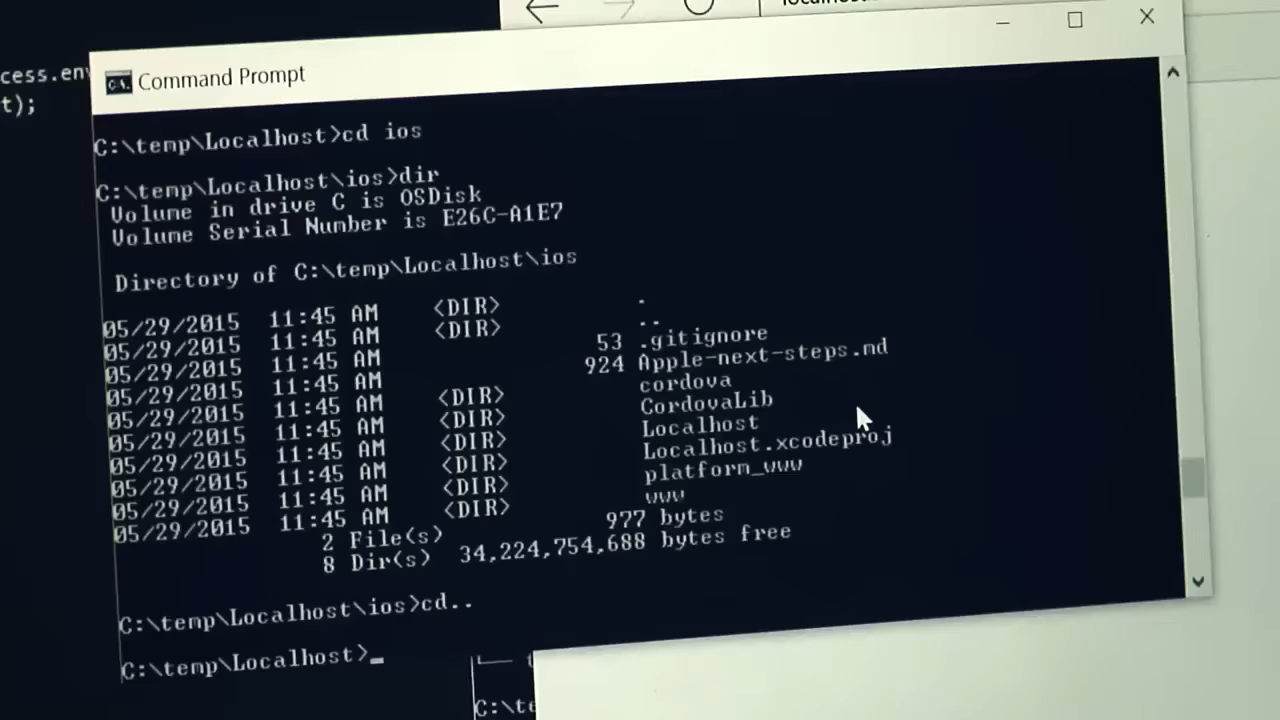 localhost
cess.env
t);
Command Prompt
C:\temp\Localhost>cd ios
C:\temp\Localhost\ios>dir
Volume in drive C is OSDisk
Volume Serial Number is E26C-A1E7
Directory of C:\temp\Localhost\ios
05/29/2015 11:45 AM <DIR> .
05/29/2015 11:45 AM <DIR> ..
05/29/2015 11:45 AM 53 .gitignore
05/29/2015 11:45 AM 924 Apple-next-steps.md
05/29/2015 11:45 AM <DIR> cordova
05/29/2015 11:45 AM <DIR> CordovaLib
05/29/2015 11:45 AM <DIR> Localhost
05/29/2015 11:45 AM <DIR> Localhost.xcodeproj
05/29/2015 11:45 AM <DIR> platform_www
05/29/2015 11:45 AM <DIR> www
2 File(s) 977 bytes
8 Dir(s) 34,224,754,688 bytes free
C:\temp\Localhost\ios>cd..
C:\temp\Localhost>_
C:\te